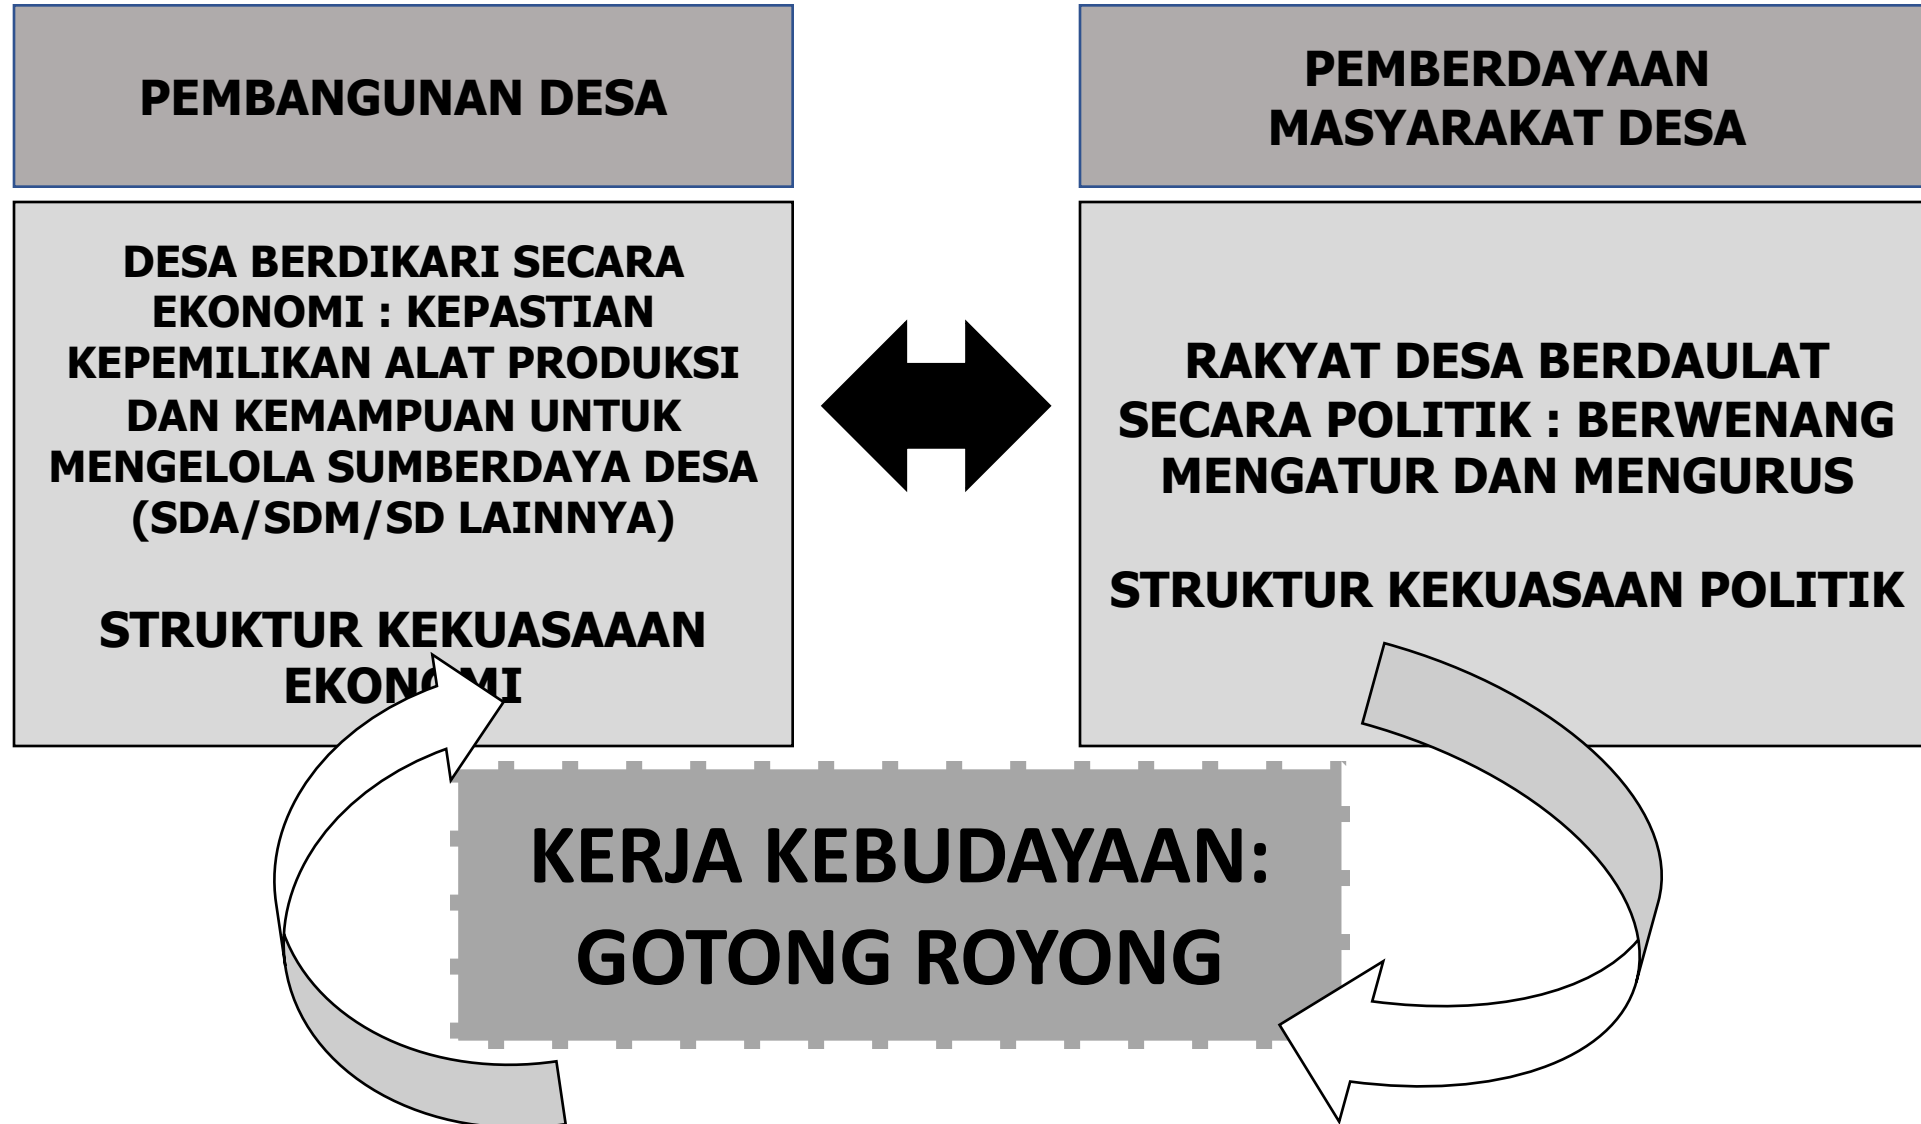 PEMBANGUNAN DESA
DESA BERDIKARI SECARA
EKONOMI : KEPASTIAN
KEPEMILIKAN ALAT PRODUKSI
DAN KEMAMPUAN UNTUK
MENGELOLA SUMBERDAYA DESA
(SDA/SDM/SD LAINNYA)
STRUKTUR KEKUASAAAN
EKONOMI
PEMBERDAYAAN
MASYARAKAT DESA
RAKYAT DESA BERDAULAT
SECARA POLITIK : BERWENANG
MENGATUR DAN MENGURUS
STRUKTUR KEKUASAAN POLITIK
KERJA KEBUDAYAAN:
GOTONG ROYONG